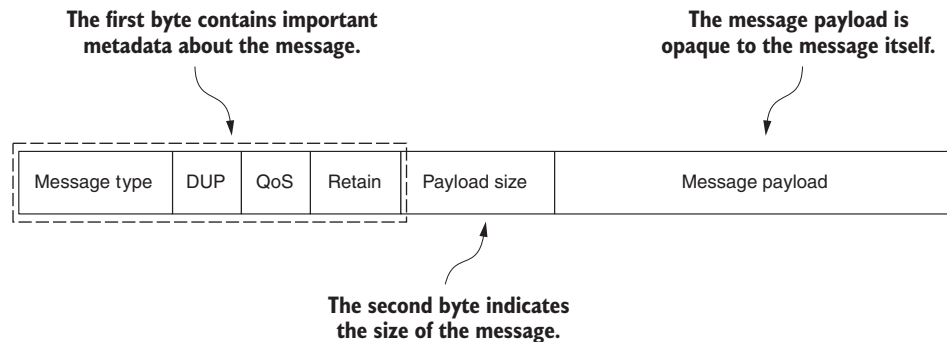 The first byte contains important
metadata about the message.
The message payload is
opaque to the message itself.
Message type DUP QoS Retain Payload size Message payload
The second byte indicates
the size of the message.